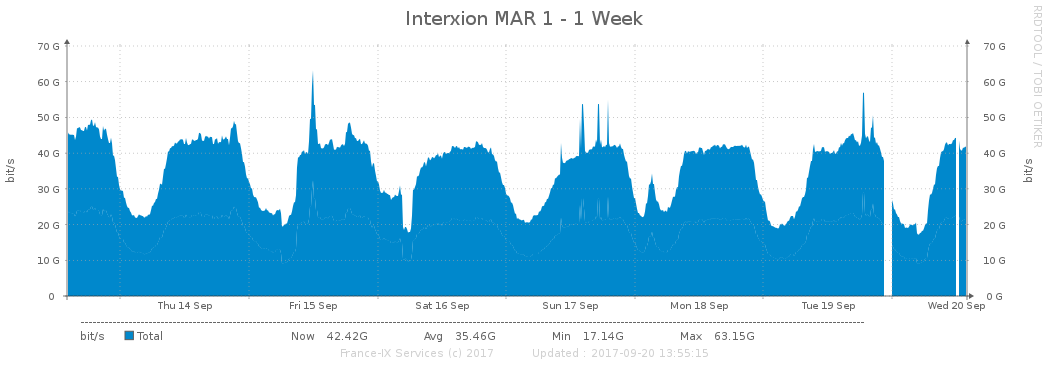 Interxion MAR 1 - 1 Week
RRDTOOL / TOBI OETIKER
bit/s
70 G 70 G
60 G 60 G
50 G 50 G
40 G 40 G
30 G 30 G
20 G 20 G
10 G 10 G
0 0 G
bit/s
Thu 14 Sep Fri 15 Sep Sat 16 Sep Sun 17 Sep Mon 18 Sep Tue 19 Sep Wed 20 Sep
bit/s Total Now 42.42G Avg 35.46G Min 17.14G Max 63.15G
France-IX Services (c) 2017 Updated : 2017-09-20 13:55:15